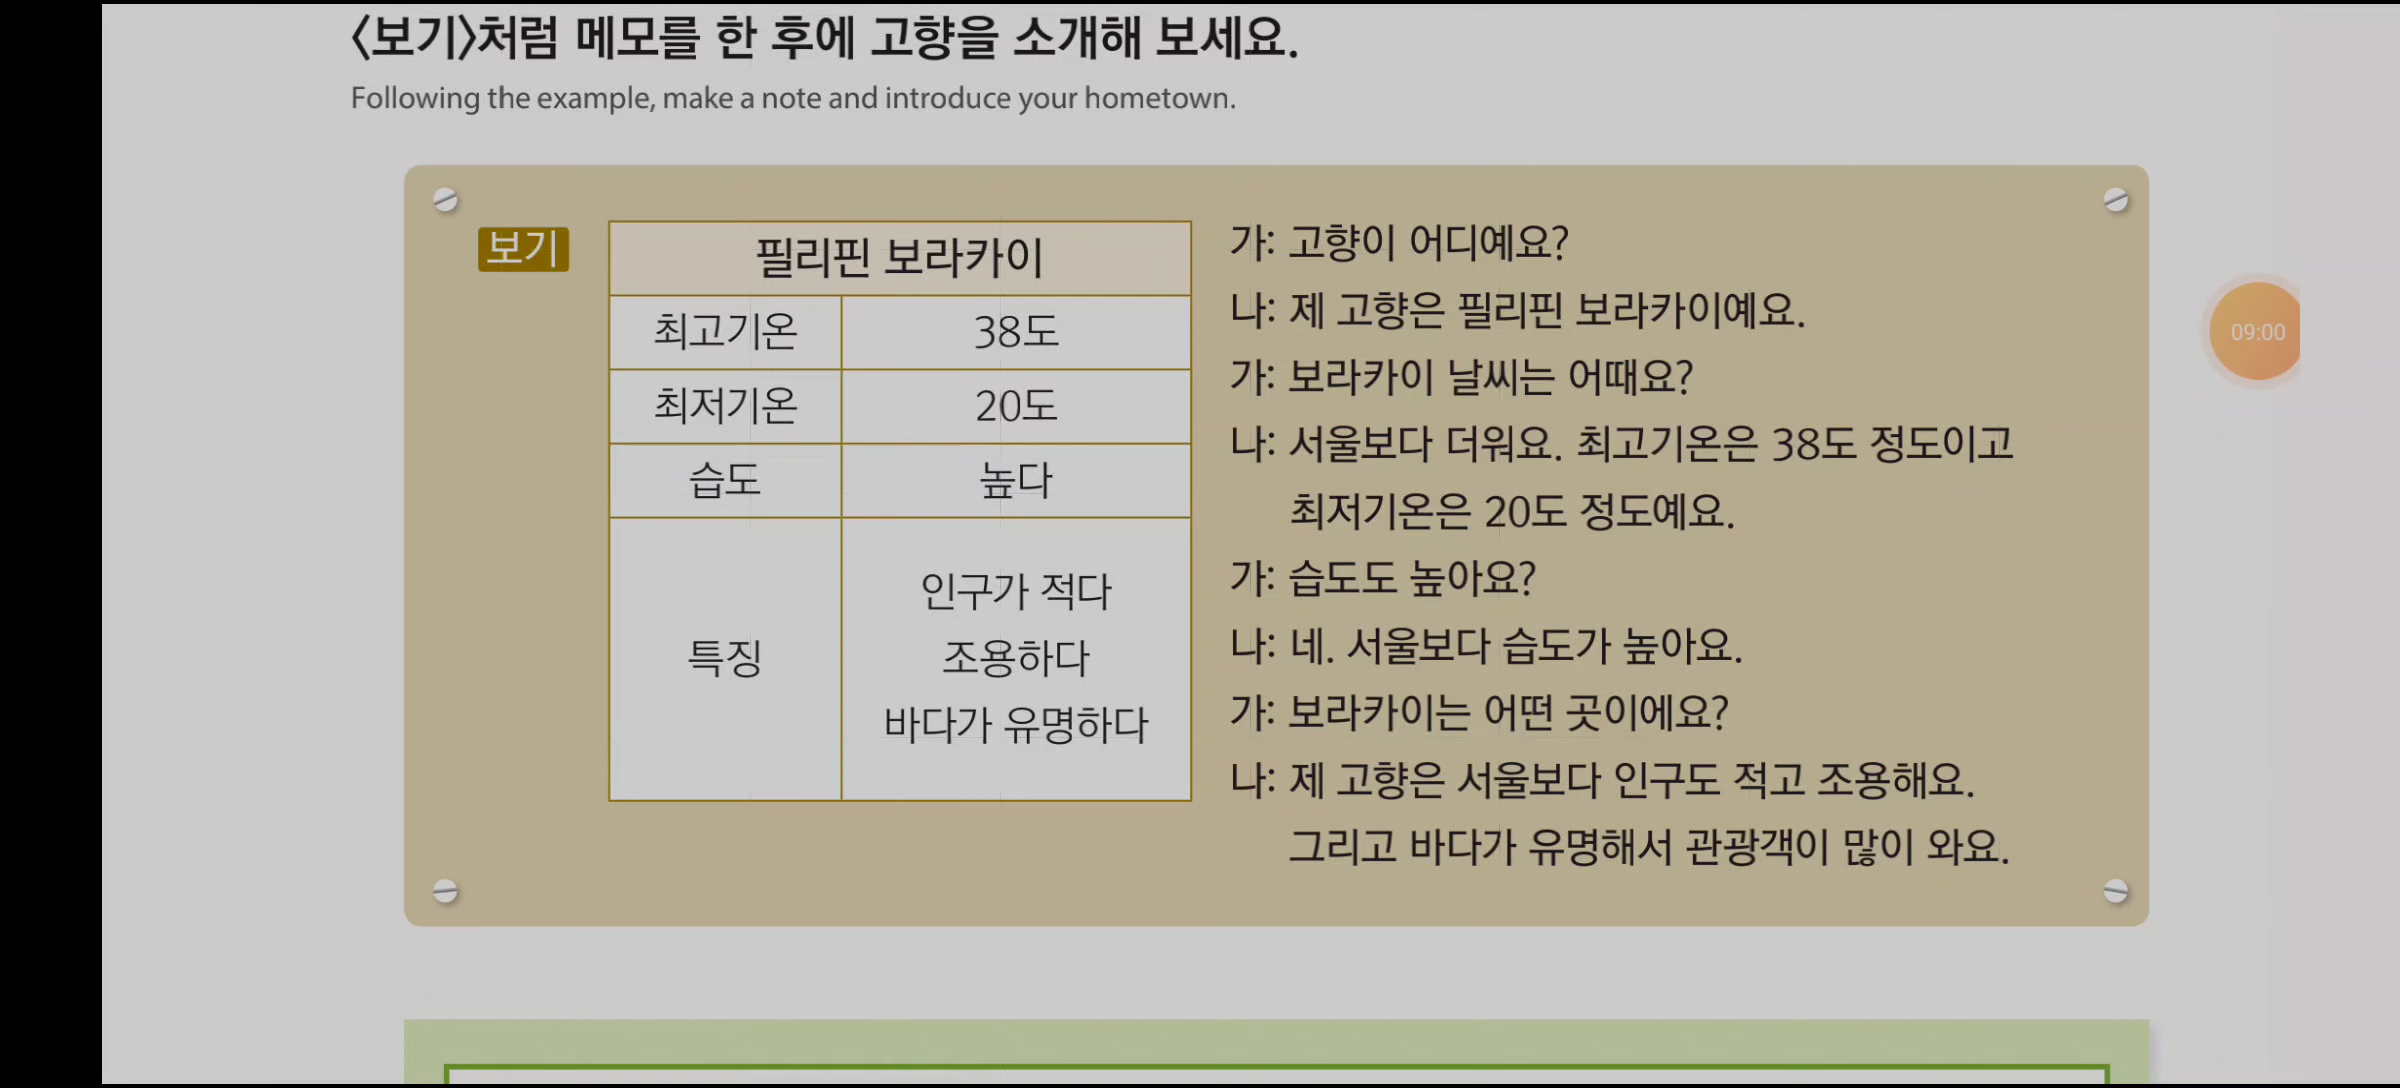 〈보기〉처럼 메모를 한 후에 고향을 소개해 보세요.
Following the example, make a note and introduce your hometown.
보기
필리핀 보라카이
최고기온 38도
최저기온 20도
습도 높다
특징
인구가 적다
조용하다
바다가 유명하다
가: 고향이 어디예요?
나: 제 고향은 필리핀 보라카이예요.
가: 보라카이 날씨는 어때요?
나: 서울보다 더워요. 최고기온은 38도 정도이고
최저기온은 20도 정도예요.
가: 습도도 높아요?
나: 네. 서울보다 습도가 높아요.
가: 보라카이는 어떤 곳이에요?
나: 제 고향은 서울보다 인구도 적고 조용해요.
그리고 바다가 유명해서 관광객이 많이 와요.
09:00